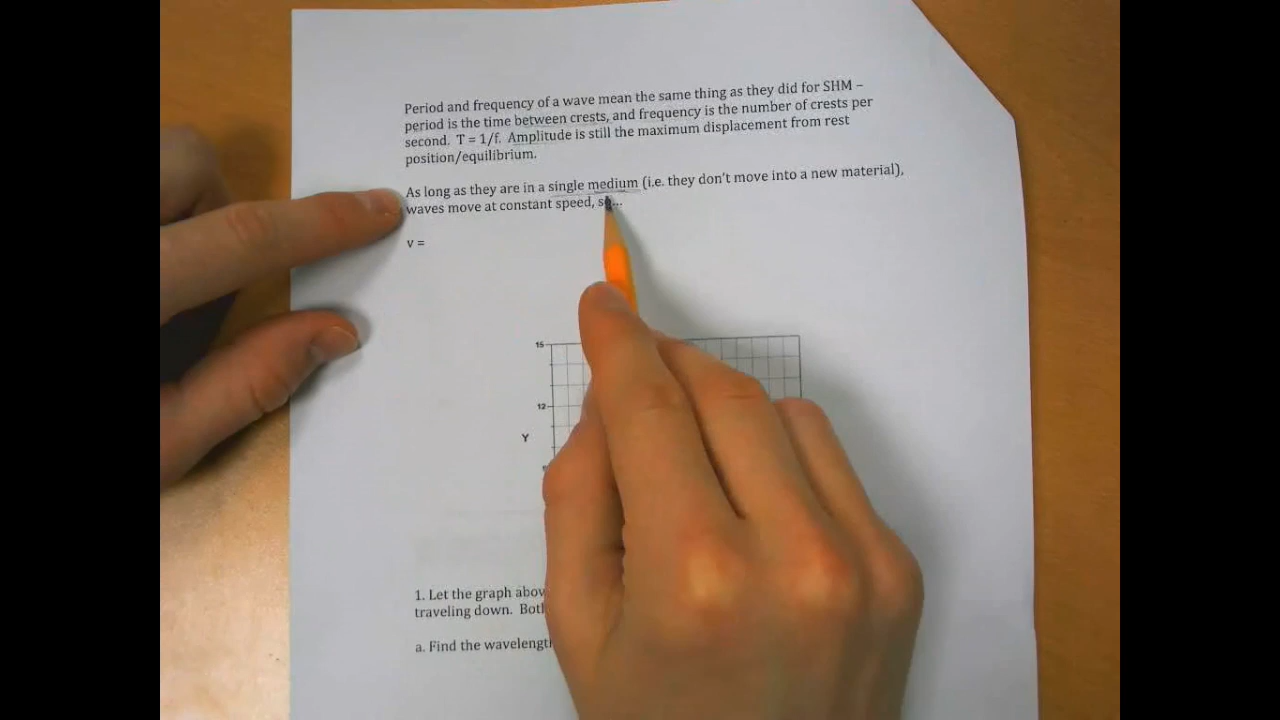 Period and frequency of a wave mean the same thing as they did for SHM –
period is the time between crests, and frequency is the number of crests per
second. T = 1/f. Amplitude is still the maximum displacement from rest
position/equilibrium.
As long as they are in a single medium (i.e. they don't move into a new material),
waves move at constant speed, so...
v =
15
12
Y
1. Let the graph
traveling down.
a. Find the